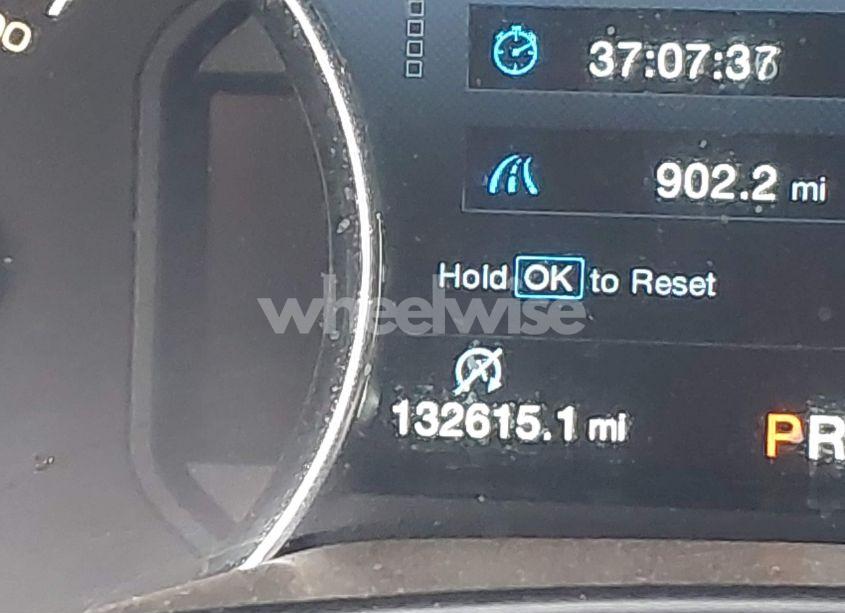 37:07:37
902.2 mi
Hold OK to Reset
wheelwise
132615.1 mi
PR